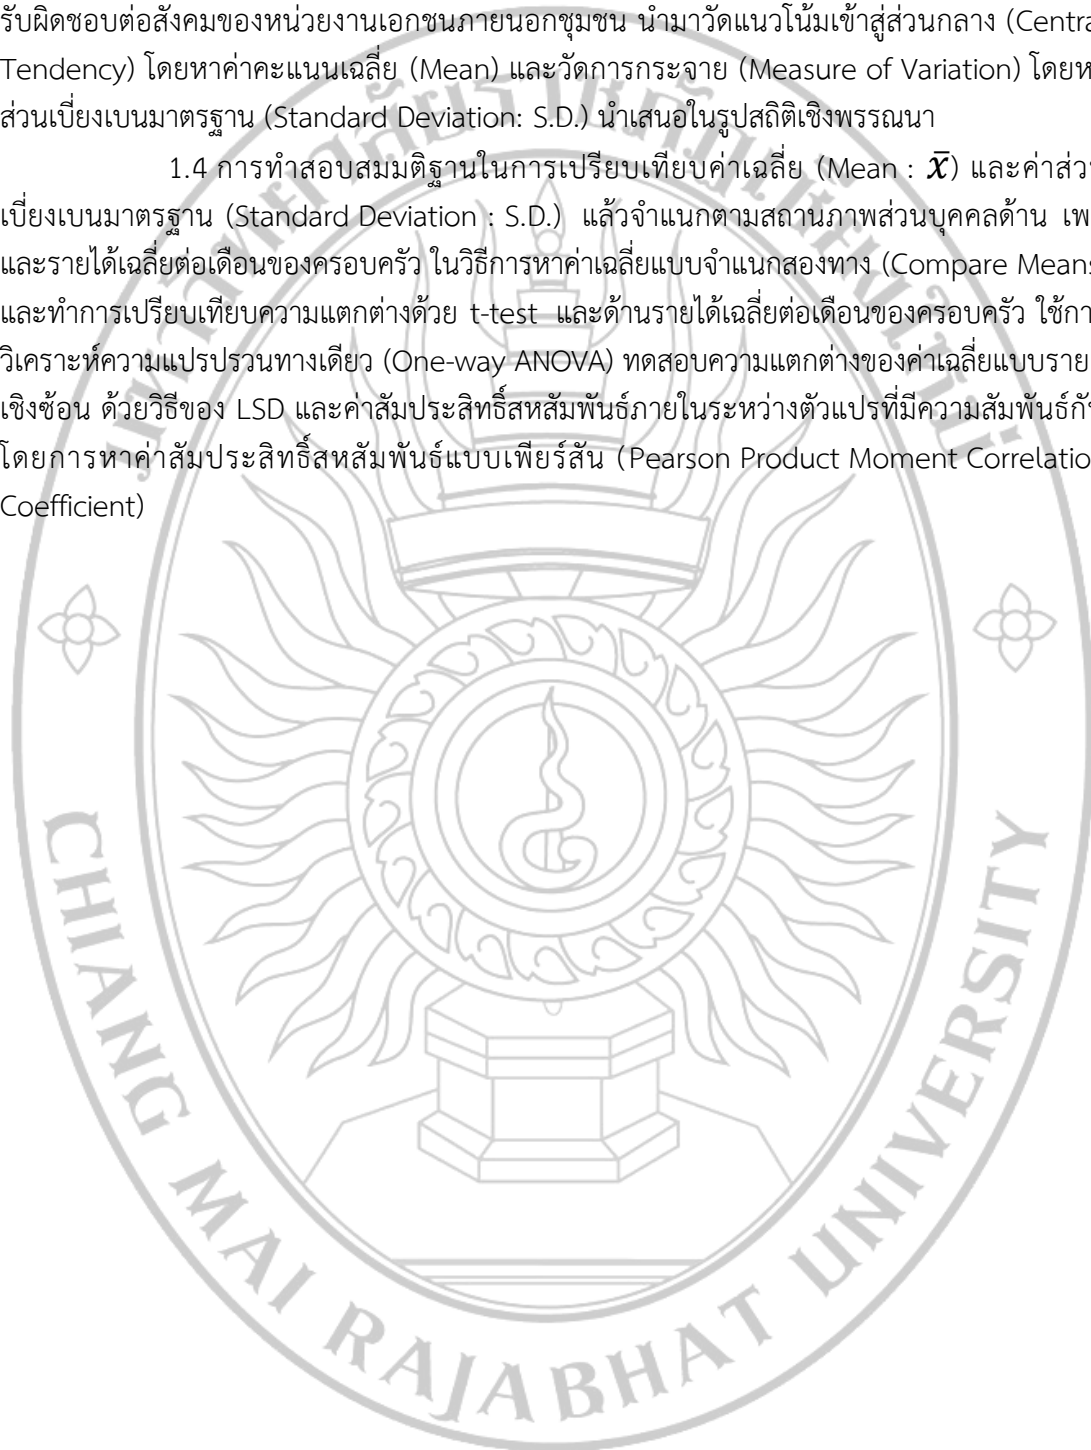 รับผิดชอบต่อสังคมของหน่วยงานเอกชนภายนอกชุมชน นำมาวัดแนวโน้มเข้าสู่ส่วนกลาง (Centra
Tendency) โดยหาค่าคะแนนเฉลี่ย (Mean) และวัดการกระจาย (Measure of Variation) โดยห
ส่วนเบี่ยงเบนมาตรฐาน (Standard Deviation: S.D.) นำเสนอในรูปสถิติเชิงพรรณนา
1.4 การทำสอบสมมติฐานในการเปรียบเทียบค่าเฉลี่ย (Mean : x̄) และค่าส่ว
เบี่ยงเบนมาตรฐาน (Standard Deviation : S.D.) แล้วจำแนกตามสถานภาพส่วนบุคคลด้าน เพ
และรายได้เฉลี่ยต่อเดือนของครอบครัว ในวิธีการหาค่าเฉลี่ยแบบจำแนกสองทาง (Compare Means
และทำการเปรียบเทียบความแตกต่างด้วย t-test และด้านรายได้เฉลี่ยต่อเดือนของครอบครัว ใช้กา
วิเคราะห์ความแปรปรวนทางเดียว (One-way ANOVA) ทดสอบความแตกต่างของค่าเฉลี่ยแบบราย
เชิงซ้อน ด้วยวิธีของ LSD และค่าสัมประสิทธิ์สหสัมพันธ์ภายในระหว่างตัวแปรที่มีความสัมพันธ์กั
โดยการหาค่าสัมประสิทธิ์สหสัมพันธ์แบบเพียร์สัน (Pearson Product Moment Correlatio
Coefficient)
มหาวิทยาลัยราชภัฏเชียงใหม่
CHIANG MAI RAJABHAT UNIVERSITY